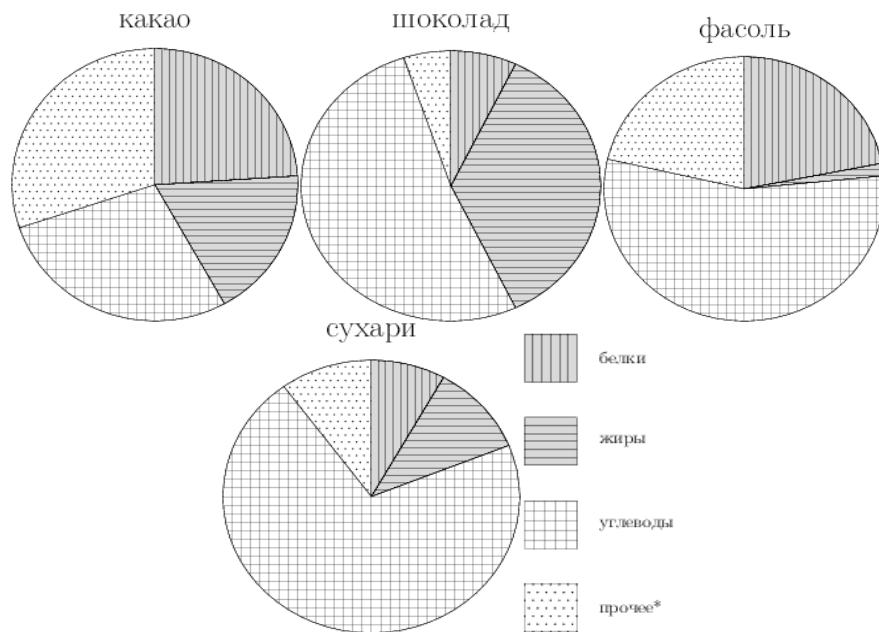 какао
шоколад
фасоль
сухари
белки
жиры
углеводы
прочее*